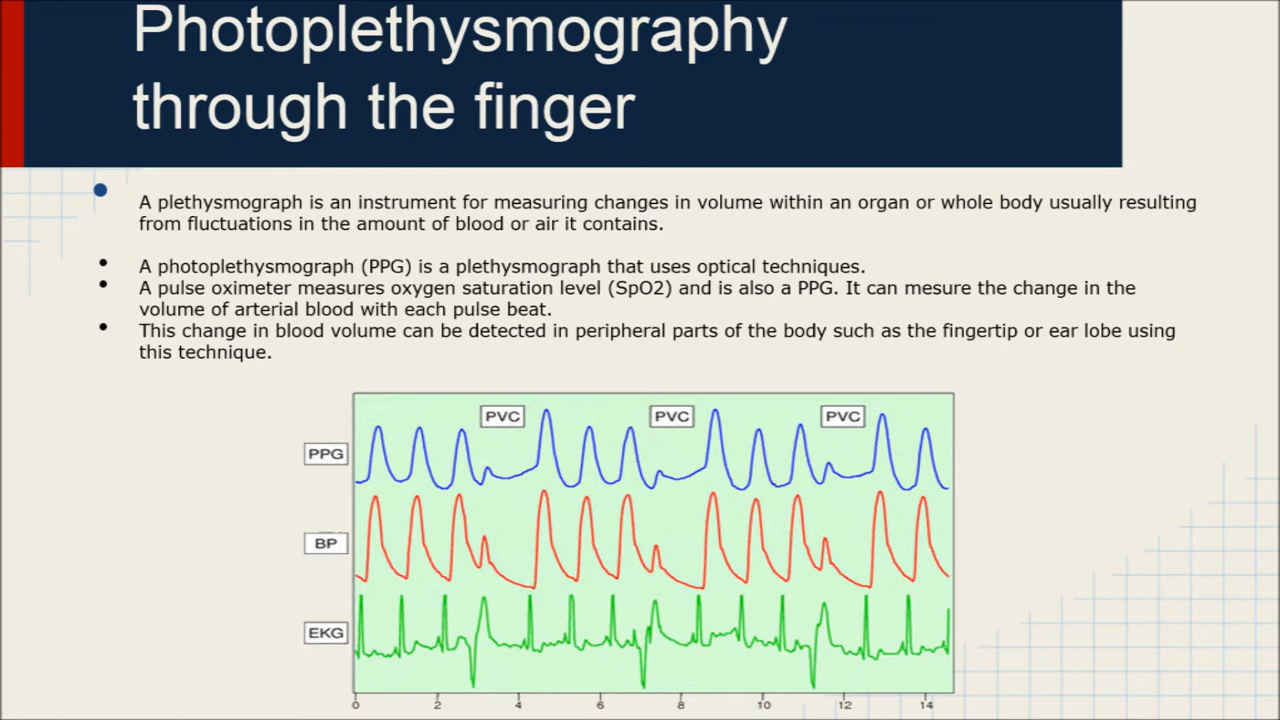 Photoplethysmography
through the finger
A plethysmograph is an instrument for measuring changes in volume within an organ or whole body usually resulting
from fluctuations in the amount of blood or air it contains.
A photoplethysmograph (PPG) is a plethysmograph that uses optical techniques.
A pulse oximeter measures oxygen saturation level (SpO2) and is also a PPG. It can mesure the change in the
volume of arterial blood with each pulse beat.
This change in blood volume can be detected in peripheral parts of the body such as the fingertip or ear lobe using
this technique.
PVC PVC PVC
PPG
BP
EKG
0 2 4 6 8 10 12 14